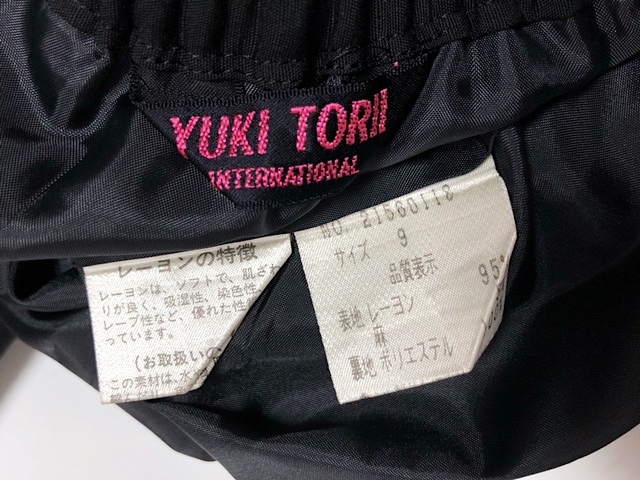 YUKI TORII
INTERNATIONAL
NO. 21560118
サイズ 9
品質表示
表地 レーヨン 95
麻
裏地 ポリエステル
レーヨンの特徴
レーヨンは、ソフトで、肌ざわ
りが良く、吸湿性、染色性
レープ性など、優れた性
っています。
(お取扱いの
この素材は、水